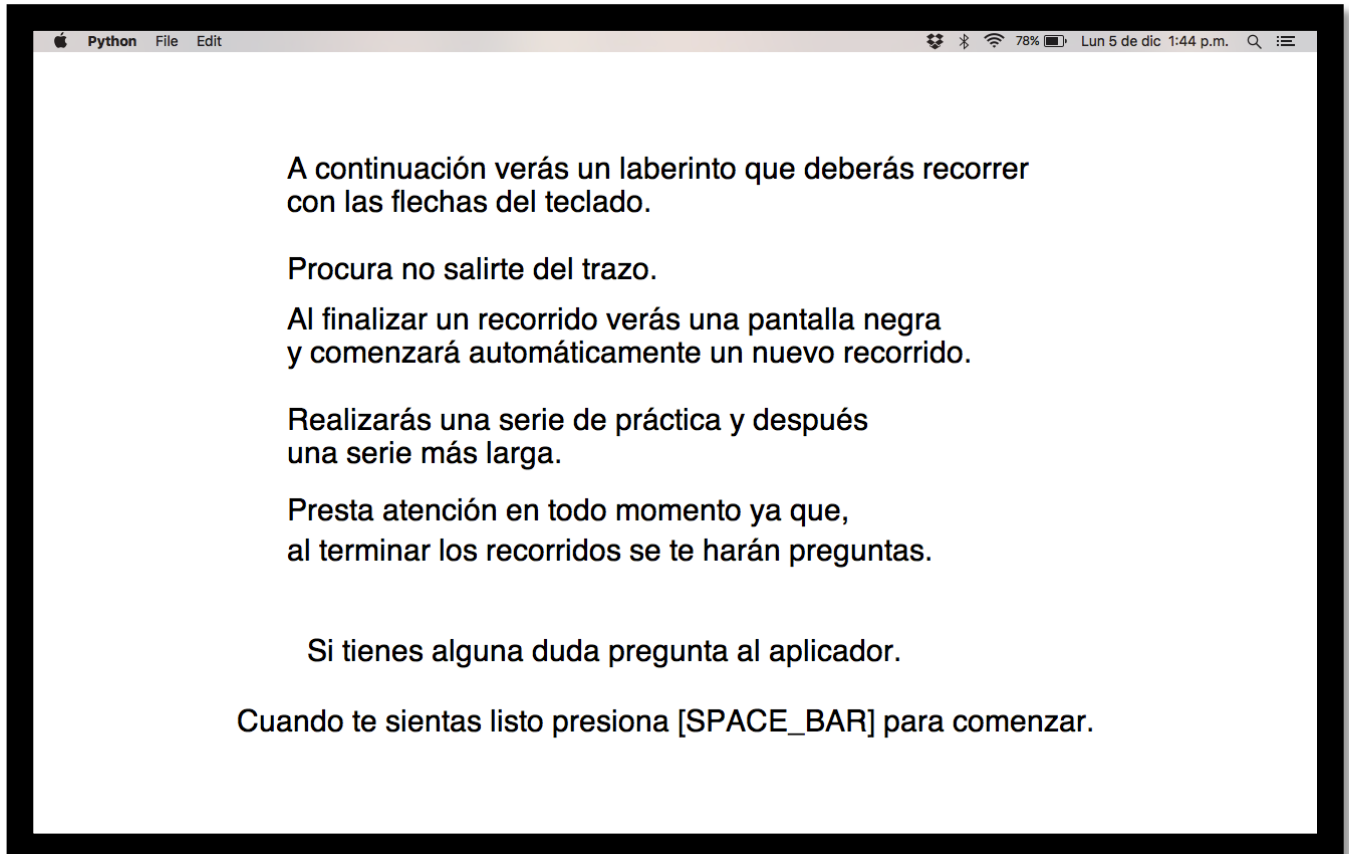 Python File Edit 78% Lun 5 de dic 1:44 p.m.
A continuación verás un laberinto que deberás recorrer
con las flechas del teclado.
Procura no salirte del trazo.
Al finalizar un recorrido verás una pantalla negra
y comenzará automáticamente un nuevo recorrido.
Realizarás una serie de práctica y después
una serie más larga.
Presta atención en todo momento ya que,
al terminar los recorridos se te harán preguntas.
Si tienes alguna duda pregunta al aplicador.
Cuando te sientas listo presiona [SPACE_BAR] para comenzar.